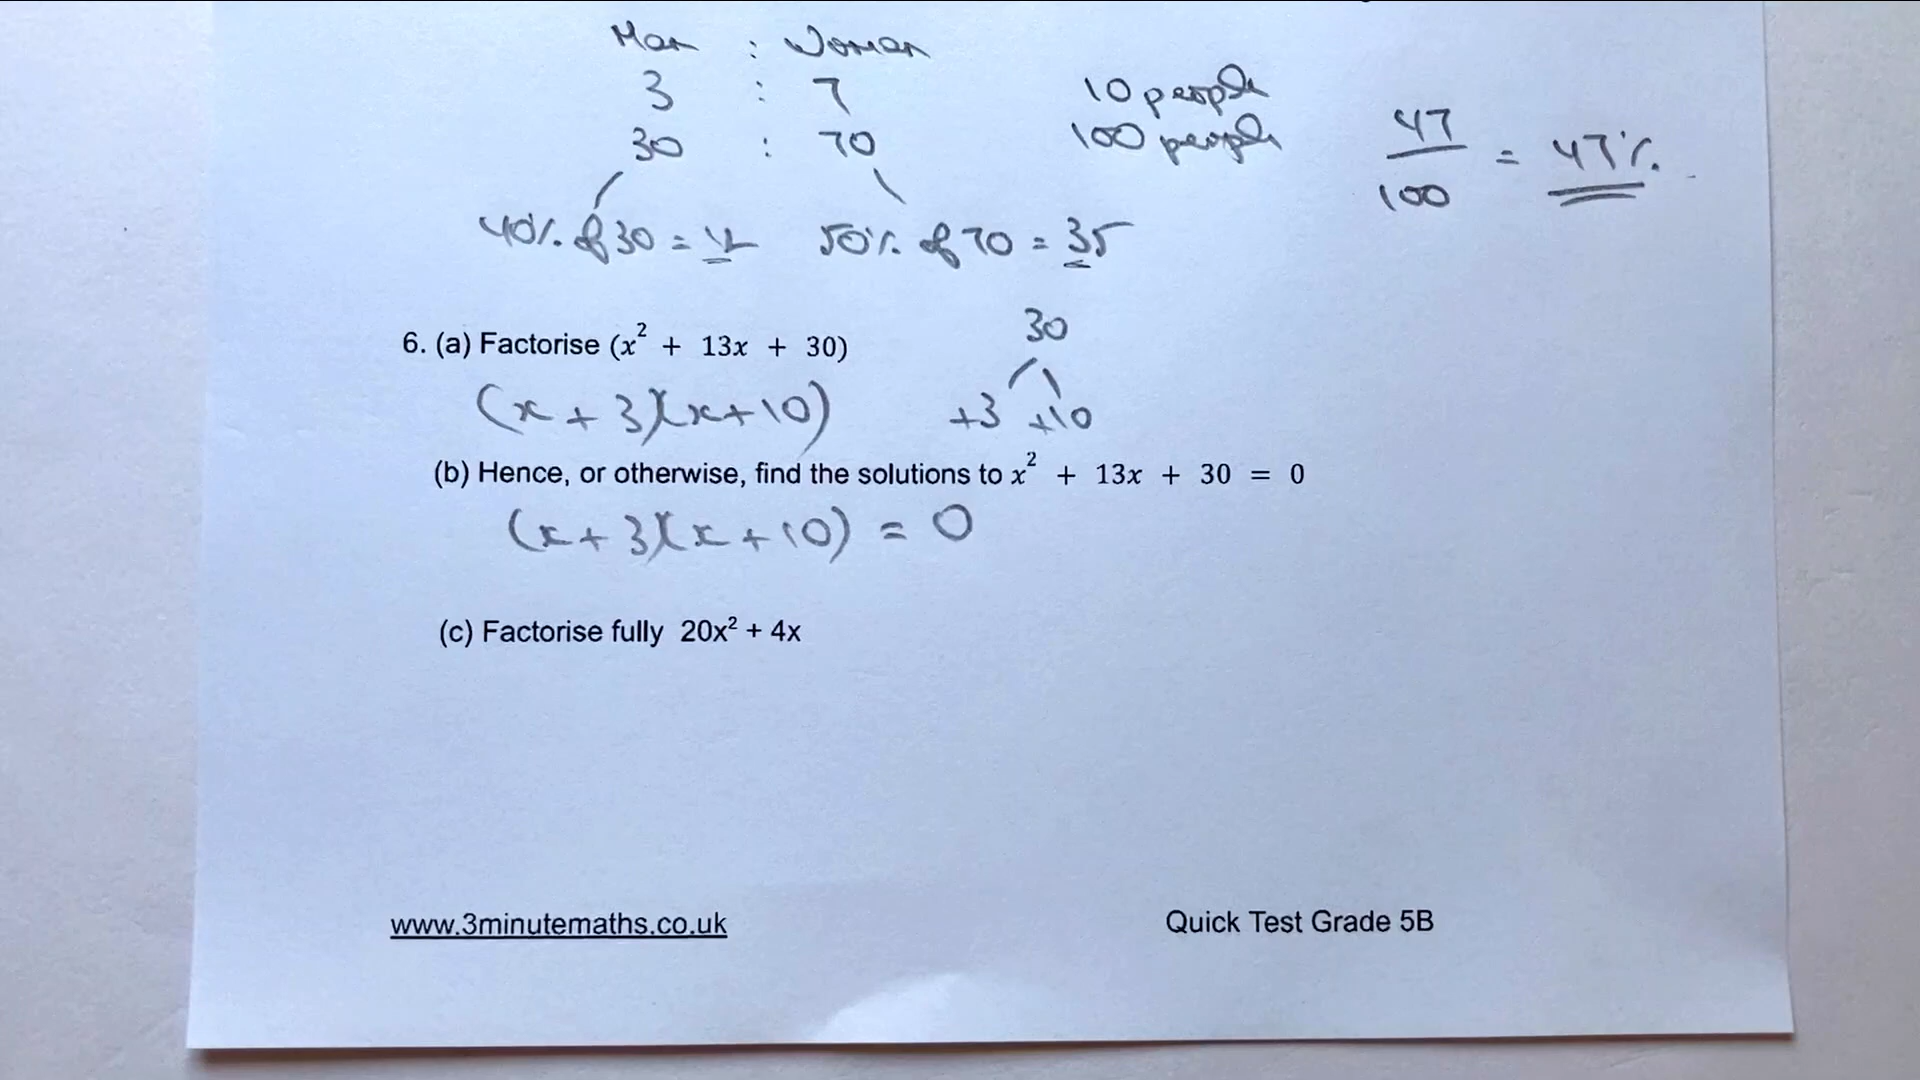 Man : Woman
3 : 7 10 people
30 : 70 100 people
47/100 = 47%
40% of 30 = 12 50% of 70 = 35
6. (a) Factorise (x² + 13x + 30)
30
(x + 3)(x + 10) +3 +10
(b) Hence, or otherwise, find the solutions to x² + 13x + 30 = 0
(x + 3)(x + 10) = 0
(c) Factorise fully 20x² + 4x
www.3minutemaths.co.uk Quick Test Grade 5B